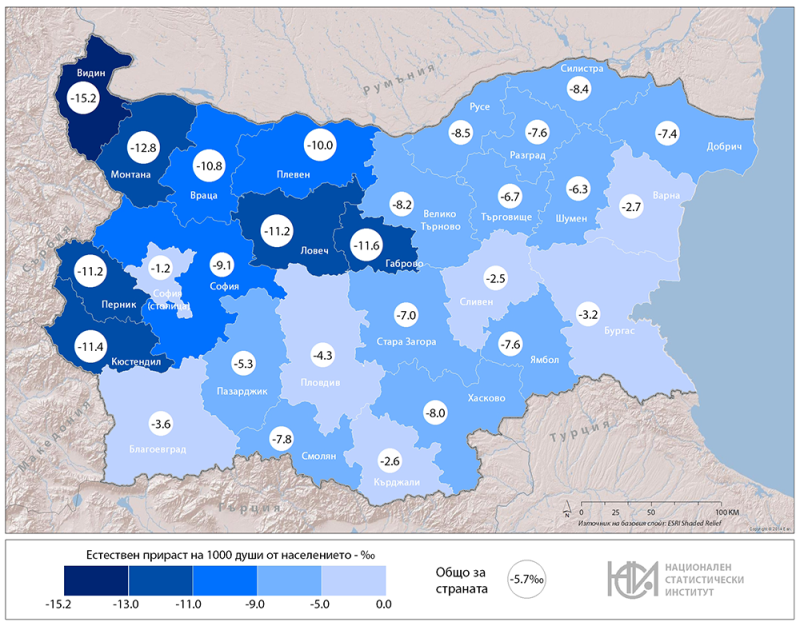 Румъния
Видин
-15.2
Силистра
-8.4
Русе
-8.5
-7.6
Разград
-7.4
Добрич
-12.8
Монтана
-10.8
Враца
-10.0
Плевен
-8.2
Велико
Търново
-6.7
Търговище
-6.3
Шумен
Варна
-2.7
Сърбия
-11.2
Ловеч
-11.6
Габрово
-11.2
Перник
-1.2
София
(столица)
-9.1
София
-2.5
Сливен
-3.2
Бургас
-7.0
Стара Загора
-7.6
Ямбол
-11.4
Кюстендил
-5.3
Пазарджик
-4.3
Пловдив
-8.0
Хасково
-3.6
Благоевград
-7.8
Смолян
-2.6
Кърджали
Македония
Гърция
Турция
N
0 25 50 100 KM
Източник на базовия слой: ESRI Shaded Relief
Естествен прираст на 1000 души от населението - ‰
-15.2 -13.0 -11.0 -9.0 -5.0 0.0
Общо за
страната
-5.7‰
НАЦИОНАЛЕН
СТАТИСТИЧЕСКИ
ИНСТИТУТ